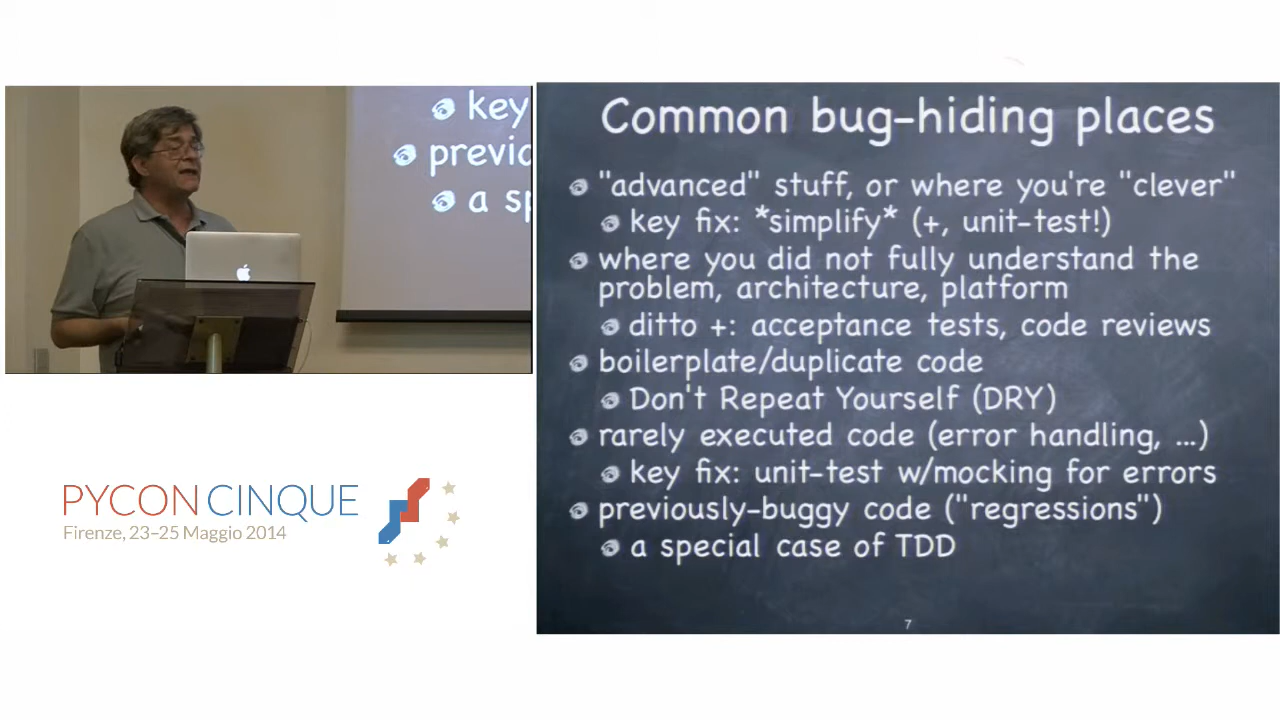 key
previo
a sp
PYCON CINQUE
Firenze, 23–25 Maggio 2014
Common bug-hiding places
"advanced" stuff, or where you're "clever"
key fix: *simplify* (+, unit-test!)
where you did not fully understand the
problem, architecture, platform
ditto +: acceptance tests, code reviews
boilerplate/duplicate code
Don't Repeat Yourself (DRY)
rarely executed code (error handling, ...)
key fix: unit-test w/mocking for errors
previously-buggy code ("regressions")
a special case of TDD
7